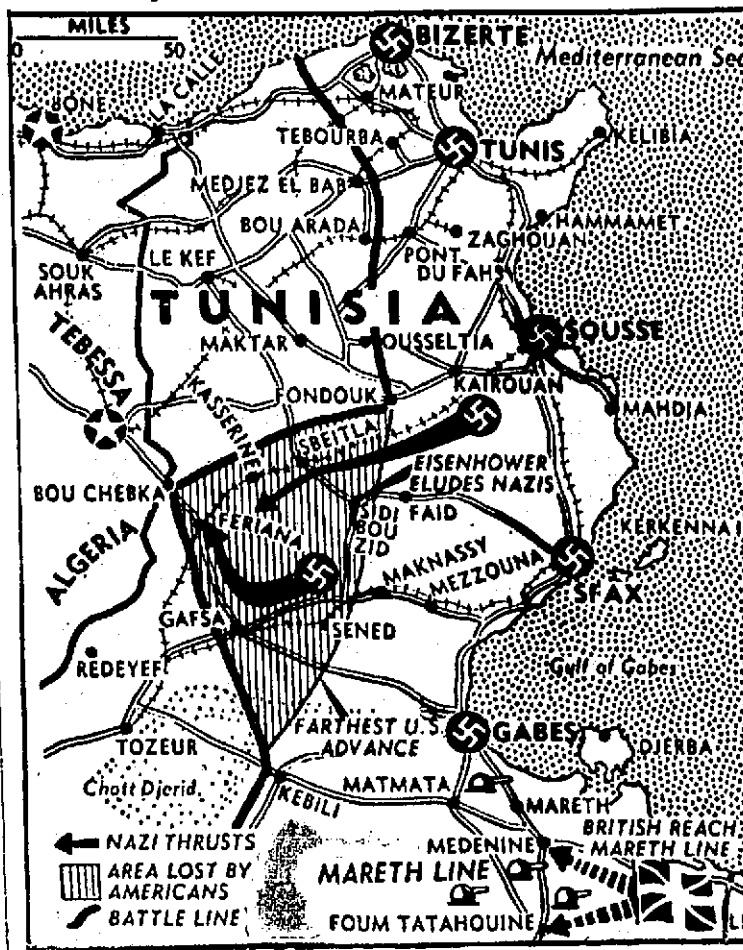 MILES
0 50
BIZERTE
Mediterranean Sea
LA CALLE
BONE
MATEUR
TEBOURBA
TUNIS
KELIBIA
MEDJEZ EL BAB
BOU ARADA
HAMMAMET
ZAGHOUAN
PONT
DU FAH
LE KEF
SOUK
AHRAS
TUNISIA
TEBESSA
MAKTAR
OUSSELTIA
SOUSSE
KAIROUAN
FONDOUK
MAHDIA
KASSERINE
SBEITLA
EISENHOWER
ELUDES NAZIS
BOU CHEBKA
FERIANA
SIDI
BOU
ZID
FAID
KERKENNA I
ALGERIA
MAKNASSY
MEZZOUNA
SFAX
GAFSA
SENED
REDEYEF
Gulf of Gabes
FARTHEST U.S.
ADVANCE
GABES
DJERBA
TOZEUR
Chott Djerid
KEBILI
MATMATA
MARETH
NAZI THRUSTS
MEDENINE
BRITISH REACH
MARETH LINE
AREA LOST BY
AMERICANS
MARETH LINE
BATTLE LINE
FOUM TATAHOUINE